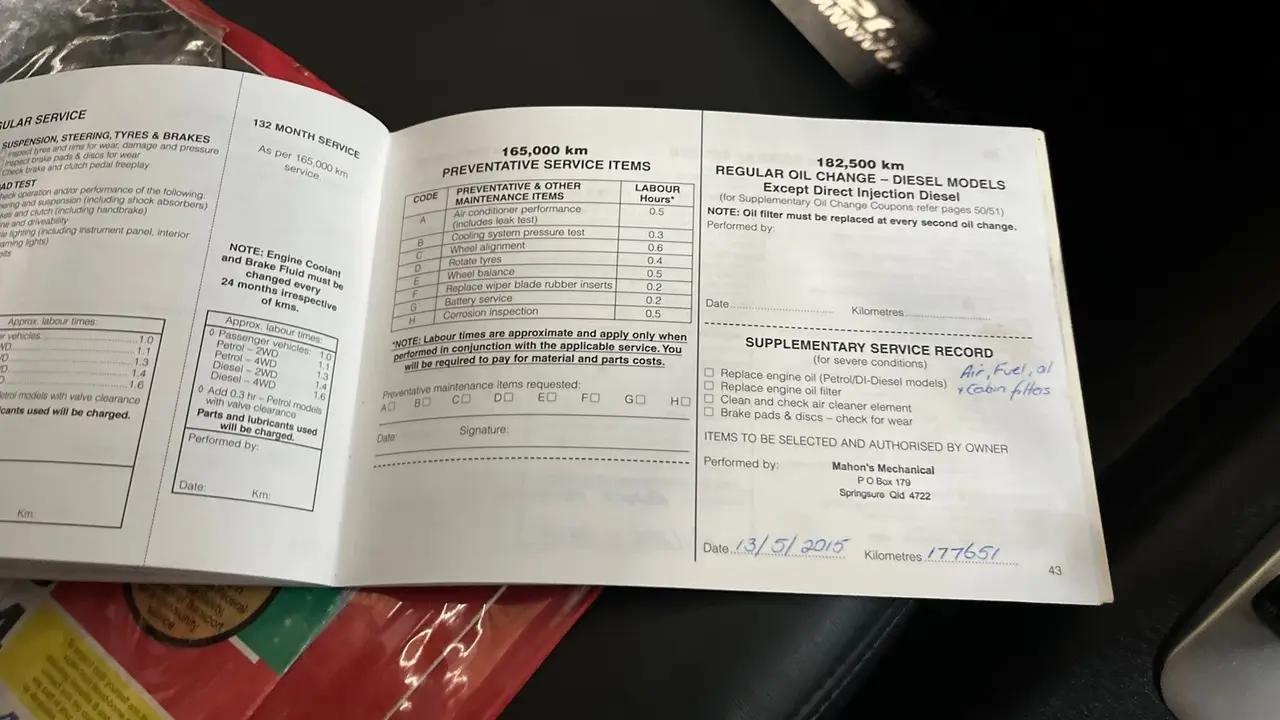 REGULAR SERVICE
SUSPENSION, STEERING, TYRES & BRAKES
Inspect tyres and rims for wear, damage and pressure
Inspect brake pads & discs for wear
Check brake and clutch pedal freeplay
ROAD TEST
Check operation and/or performance of the following:
steering and suspension (including shock absorbers)
brakes and clutch (including handbrake)
and driveability
lighting (including instrument panel, interior
lights)
Approx. labour times:
vehicles: 1.0
1.1
1.3
1.4
1.6
Petrol models with valve clearance
lubricants used will be charged.
Km:
132 MONTH SERVICE
As per 165,000 km
service
NOTE: Engine Coolant
and Brake Fluid must be
changed every
24 months irrespective
of kms.
Approx. labour times:
◊ Passenger vehicles: 1.0
Petrol – 2WD 1.1
Petrol – 4WD 1.3
Diesel – 2WD 1.4
Diesel – 4WD 1.6
◊ Add 0.3 hr – Petrol models
with valve clearance
Parts and lubricants used
will be charged.
Performed by:
Date: Km:
165,000 km
PREVENTATIVE SERVICE ITEMS
CODE PREVENTATIVE & OTHER MAINTENANCE ITEMS LABOUR Hours*
A Air conditioner performance (includes leak test) 0.5
B Cooling system pressure test 0.3
C Wheel alignment 0.6
D Rotate tyres 0.4
E Wheel balance 0.5
F Replace wiper blade rubber inserts 0.2
G Battery service 0.2
H Corrosion inspection 0.5
*NOTE: Labour times are approximate and apply only when
performed in conjunction with the applicable service. You
will be required to pay for material and parts costs.
Preventative maintenance items requested:
A☐ B☐ C☐ D☐ E☐ F☐ G☐ H☐
Date: Signature:
182,500 km
REGULAR OIL CHANGE – DIESEL MODELS
Except Direct Injection Diesel
(for Supplementary Oil Change Coupons refer pages 50/51)
NOTE: Oil filter must be replaced at every second oil change.
Performed by:
Date Kilometres
SUPPLEMENTARY SERVICE RECORD
(for severe conditions)
Air, Fuel, oil
+ Cabin filters
☐ Replace engine oil (Petrol/DI-Diesel models)
☐ Replace engine oil filter
☐ Clean and check air cleaner element
☐ Brake pads & discs – check for wear
ITEMS TO BE SELECTED AND AUTHORISED BY OWNER
Performed by: Mahon's Mechanical
P O Box 179
Springsure Qld 4722
Date 13/5/2015 Kilometres 177651
43